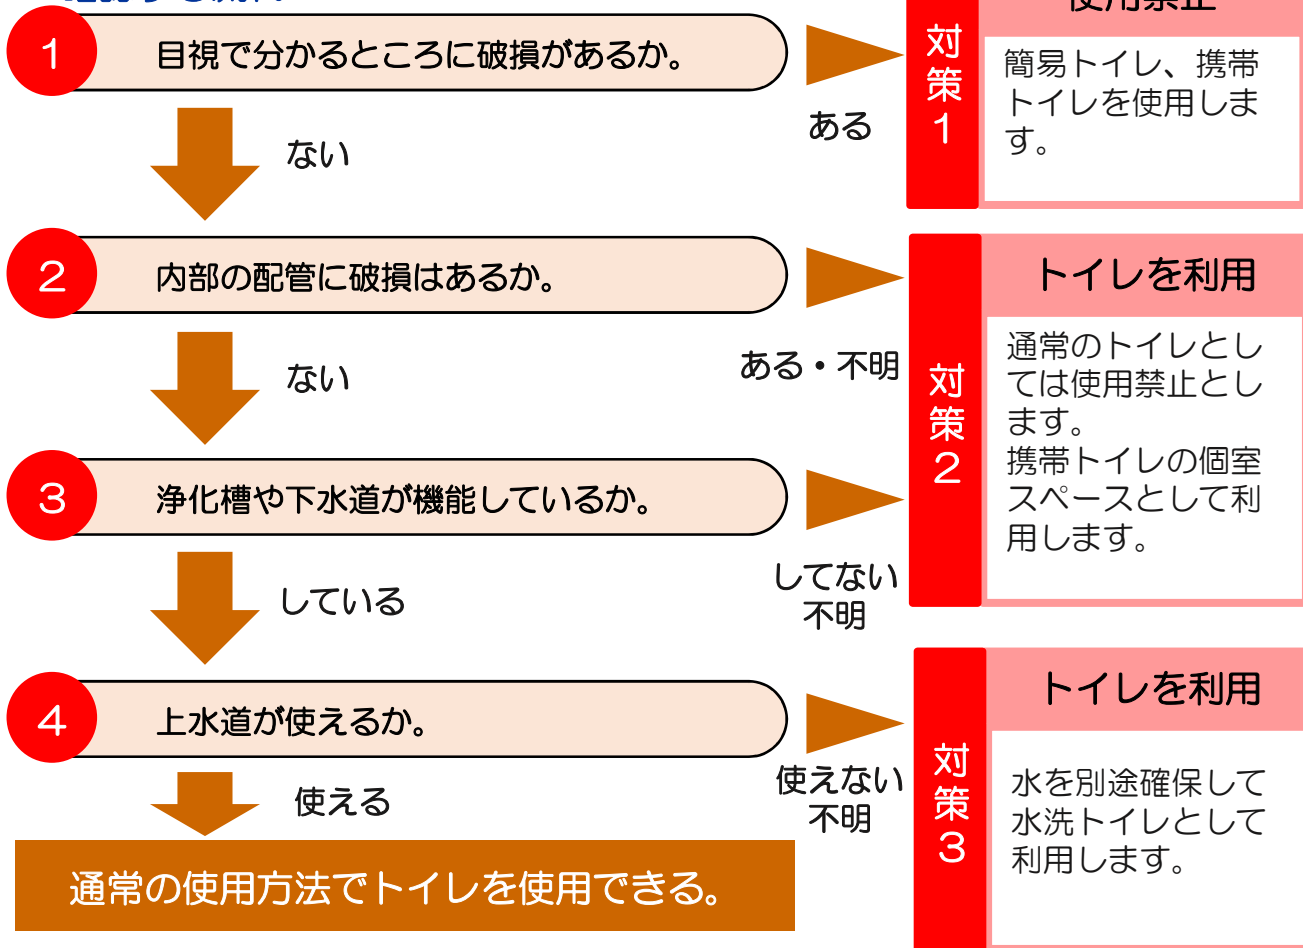 使用禁止
1
目視で分かるところに破損があるか。
ある
対策1
簡易トイレ、携帯
トイレを使用しま
す。
ない
2
内部の配管に破損はあるか。
ある・不明
対策2
トイレを利用
通常のトイレとし
ては使用禁止とし
ます。
携帯トイレの個室
スペースとして利
用します。
ない
3
浄化槽や下水道が機能しているか。
してない
不明
している
4
上水道が使えるか。
使えない
不明
対策3
トイレを利用
水を別途確保して
水洗トイレとして
利用します。
使える
通常の使用方法でトイレを使用できる。